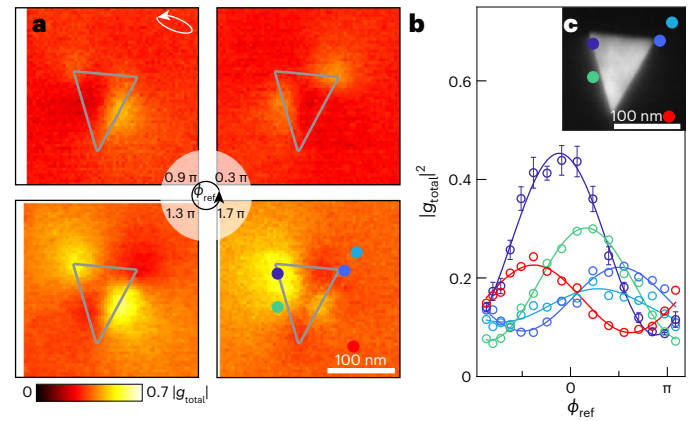 a
0.9 π
0.3 π
ϕref
1.3 π
1.7 π
100 nm
0
0.7 |gtotal|
b
c
100 nm
|gtotal|²
0.6
0.4
0.2
0
0
π
ϕref